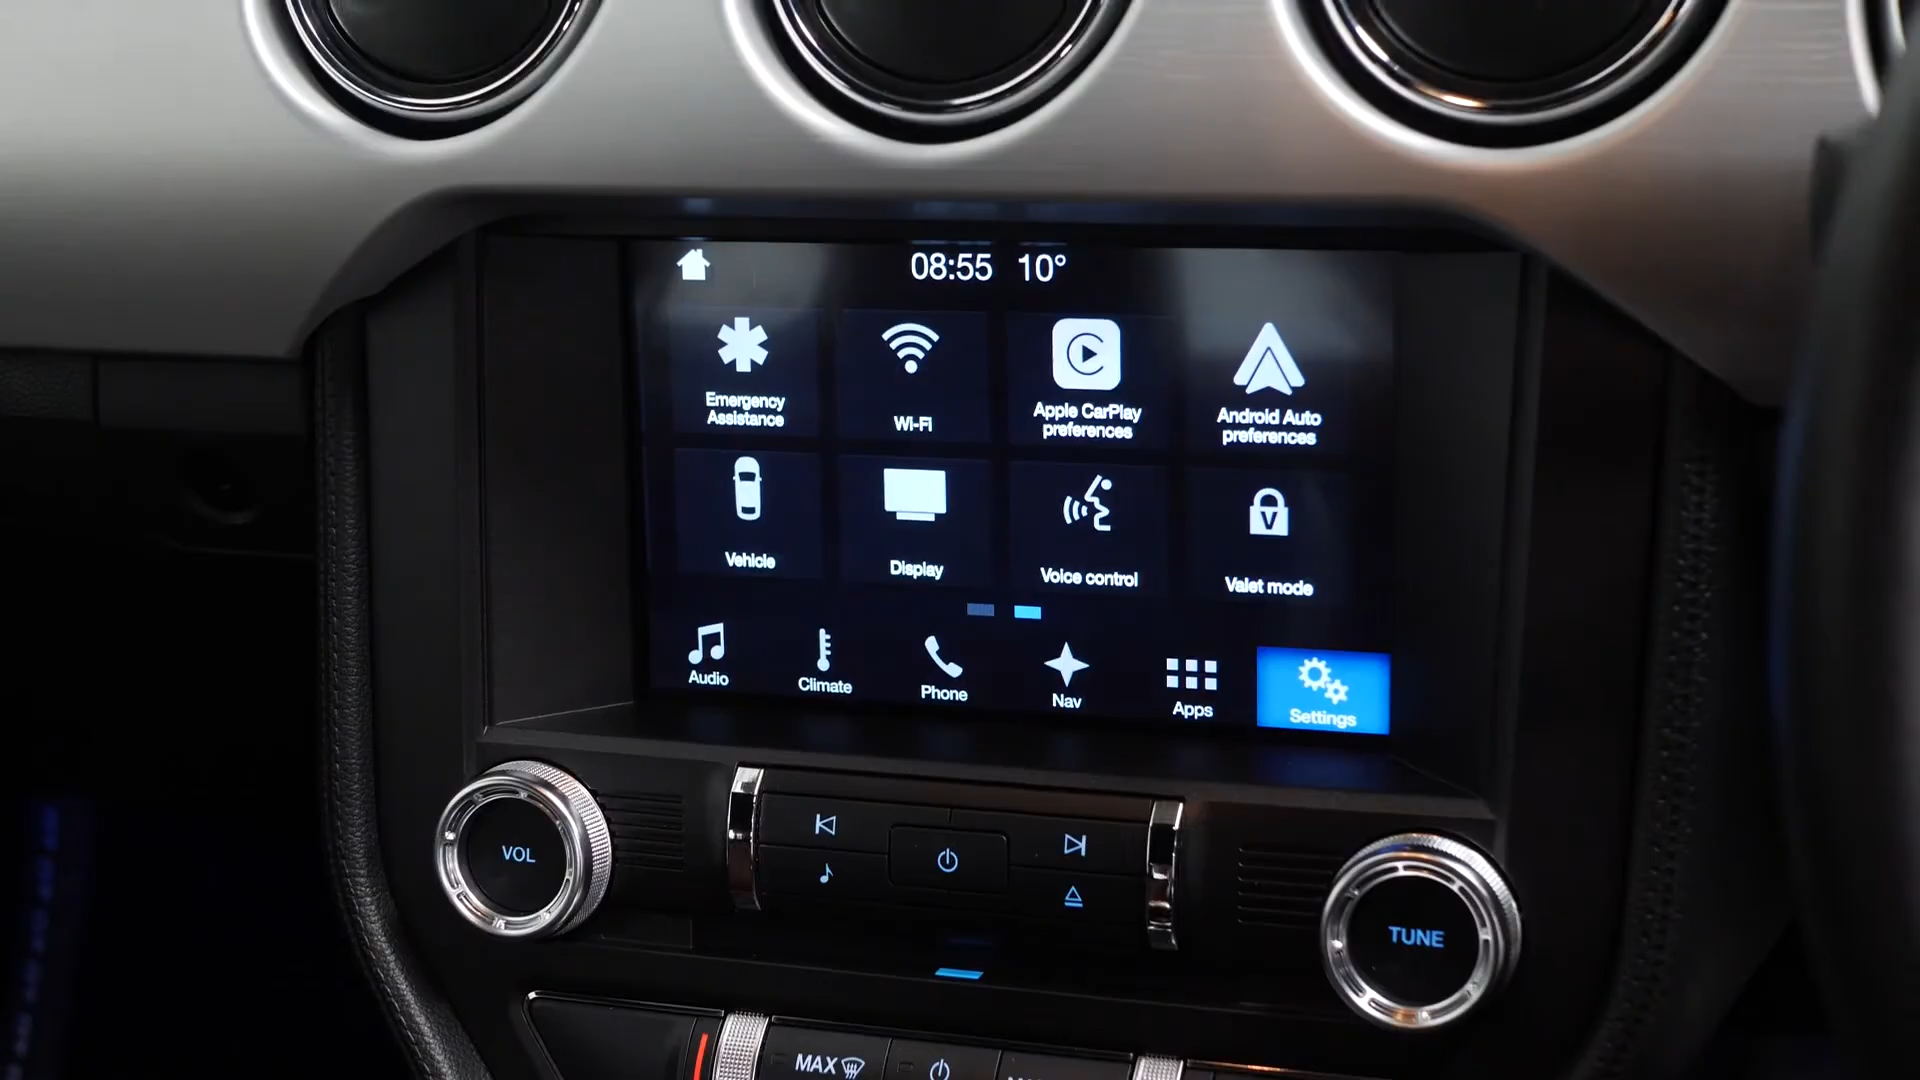 08:55 10°
Emergency
Assistance
Wi-Fi
Apple CarPlay
preferences
Android Auto
preferences
Vehicle
Display
Voice control
V
Valet mode
Audio
Climate
Phone
Nav
Apps
Settings
VOL
TUNE
MAX